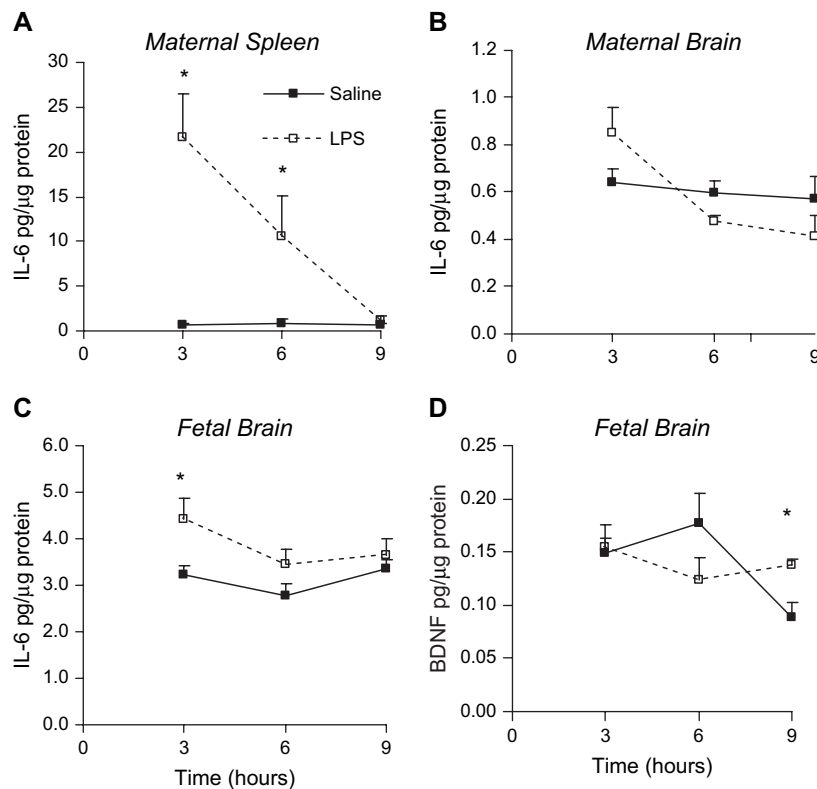 A
Maternal Spleen
IL-6 pg/μg protein
30
25
20
15
10
5
0
0
3
6
9
*
*
Saline
LPS
B
Maternal Brain
IL-6 pg/μg protein
1.2
1.0
0.8
0.6
0.4
0.2
0.0
0
3
6
9
C
Fetal Brain
IL-6 pg/μg protein
6.0
5.0
4.0
3.0
2.0
1.0
0.0
*
0
3
6
9
Time (hours)
D
Fetal Brain
BDNF pg/μg protein
0.25
0.20
0.15
0.10
0.05
0.00
*
0
3
6
9
Time (hours)